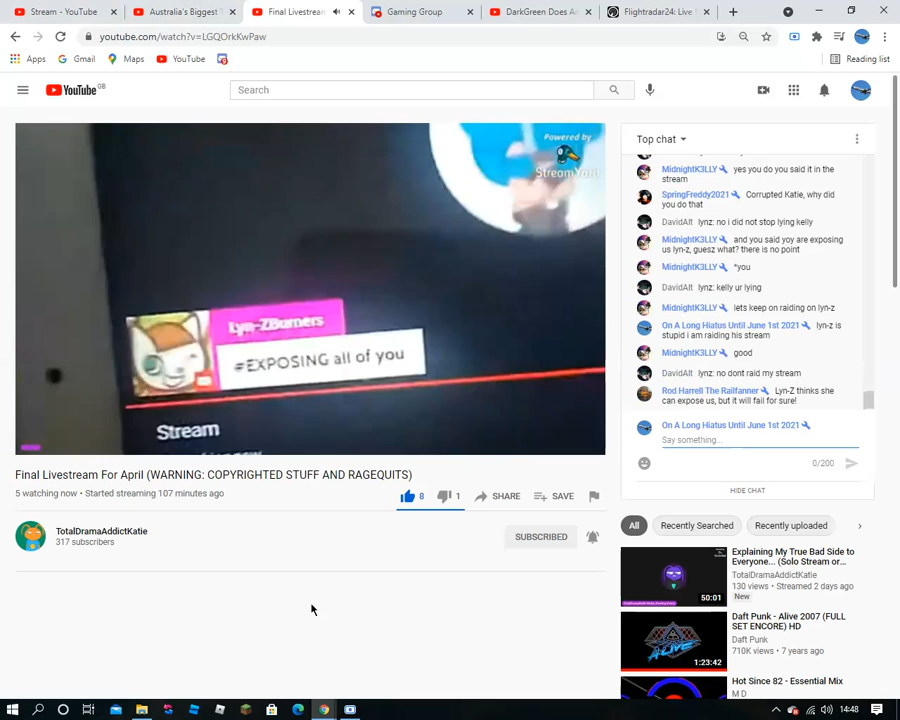 Stream - YouTube
Australia's Biggest T
Final Livestream
Gaming Group
DarkGreen Does A
Flightradar24: Live F
youtube.com/watch?v=LGQOrkKwPaw
Apps
Gmail
Maps
YouTube
Reading list
YouTube GB
Search
Powered by
StreamYard
Lyn-ZBurners
#EXPOSING all of you
Stream
Top chat
MidnightK3LLY yes you do you said it in the
stream
SpringFreddy2021 Corrupted Katie, why did
you do that
DavidAlt lynz: no i did not stop lying kelly
MidnightK3LLY and you said yoy are exposing
us lyn-z, guesz what? there is no point
MidnightK3LLY *you
DavidAlt lynz: kelly ur lying
MidnightK3LLY lets keep on raiding on lyn-z
On A Long Hiatus Until June 1st 2021 lyn-z is
stupid i am raiding his stream
MidnightK3LLY good
DavidAlt lynz: no dont raid my stream
Rod Harrell The Railfanner Lyn-Z thinks she
can expose us, but it will fail for sure!
On A Long Hiatus Until June 1st 2021
Say something...
0/200
HIDE CHAT
Final Livestream For April (WARNING: COPYRIGHTED STUFF AND RAGEQUITS)
5 watching now • Started streaming 107 minutes ago
8
1
SHARE
SAVE
TotalDramaAddictKatie
317 subscribers
SUBSCRIBED
All
Recently Searched
Recently uploaded
50:01
Explaining My True Bad Side to
Everyone... (Solo Stream or...
TotalDramaAddictKatie
130 views • Streamed 2 days ago
New
ALIVE
1:23:42
Daft Punk - Alive 2007 (FULL
SET ENCORE) HD
Daft Punk
710K views • 7 years ago
Hot Since 82 - Essential Mix
M D
14:48